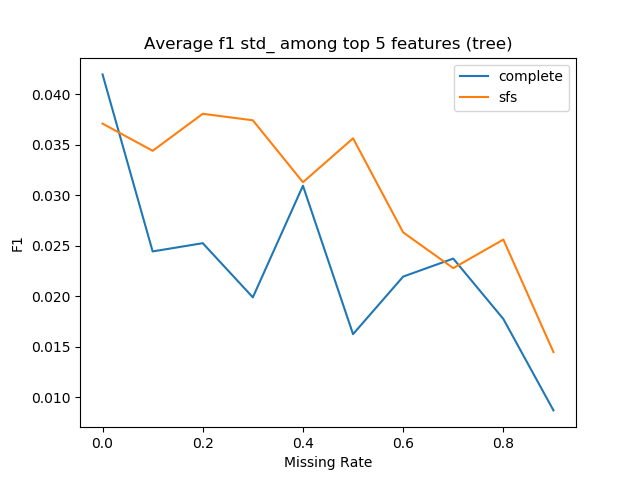 Average f1 std_ among top 5 features (tree)
complete
sfs
0.040
0.035
0.030
0.025
0.020
0.015
0.010
F1
0.0 0.2 0.4 0.6 0.8
Missing Rate